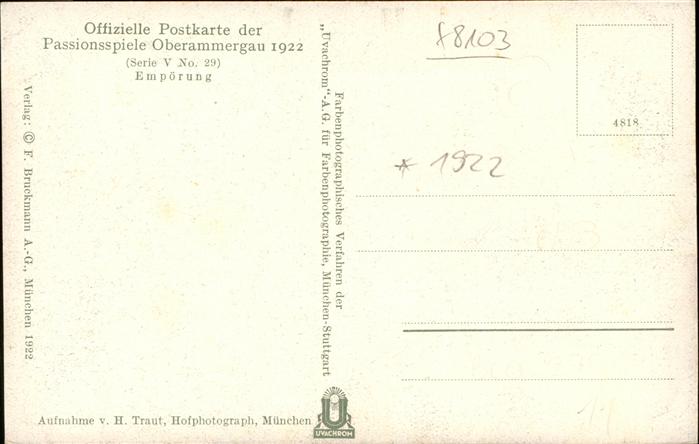 Offizielle Postkarte der
Passionsspiele Oberammergau 1922
(Serie V No. 29)
Empörung
Verlag: © F. Bruckmann A.-G., München 1922
Aufnahme v. H. Traut, Hofphotograph, München
Farbenphotographisches Verfahren der
„Uvachrom“-A.G. für Farbenphotographie, München-Stuttgart
U
UVACHROM
8103
* 1922
4818